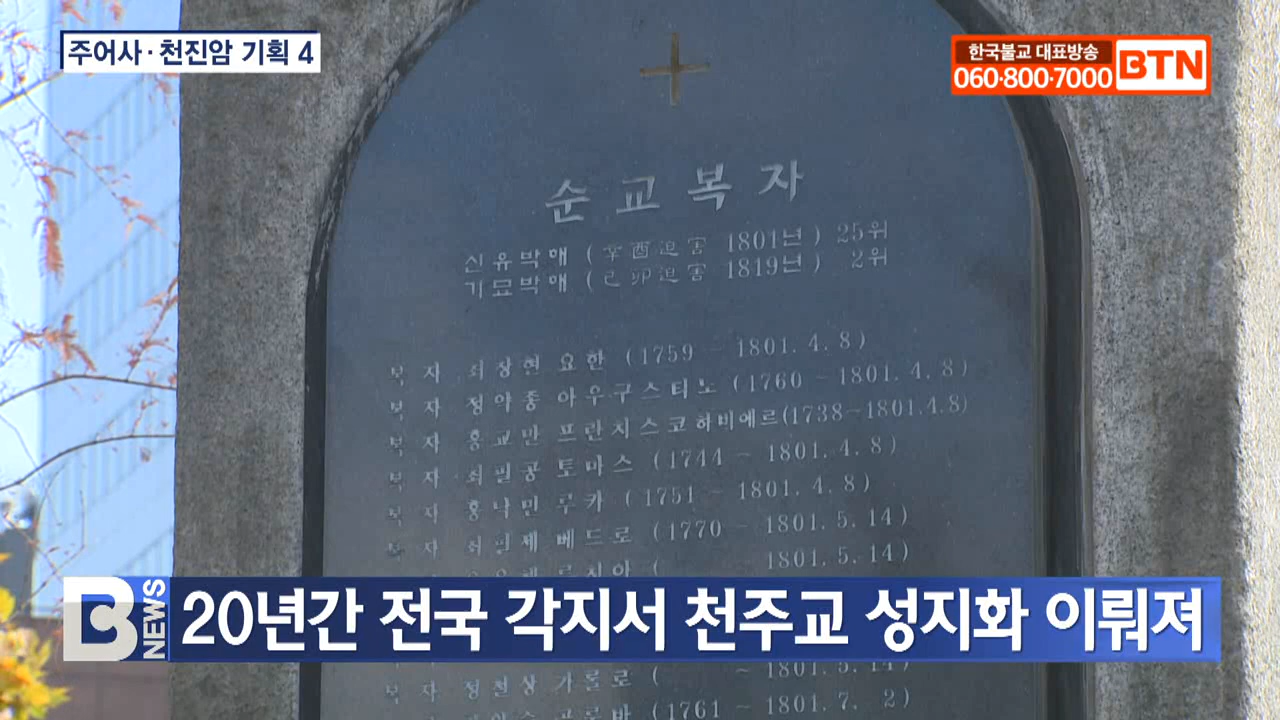 주어사·천진암 기획 4
한국불교 대표방송
060·800·7000
BTN
순교복자
신유박해 (辛酉迫害 1801년) 25위
기묘박해 (己卯迫害 1819년) 2위
복자 최창현 요한 (1759 ~ 1801. 4. 8)
복자 정약종 아우구스티노 (1760 ~ 1801. 4. 8)
복자 홍교만 프란치스코하비에르 (1738~1801.4.8)
복자 최필공 토마스 (1744 ~ 1801. 4. 8)
복자 홍낙민 루카 (1751 ~ 1801. 4. 8)
복자 최필제 베드로 (1770 ~ 1801. 5. 14)
루치아 ( 1801. 5. 14)
B NEWS
20년간 전국 각지서 천주교 성지화 이뤄져
복자 정철상 가롤로 ( ~ 1801. 5. 14)
(1761 ~ 1801. 7. 2)